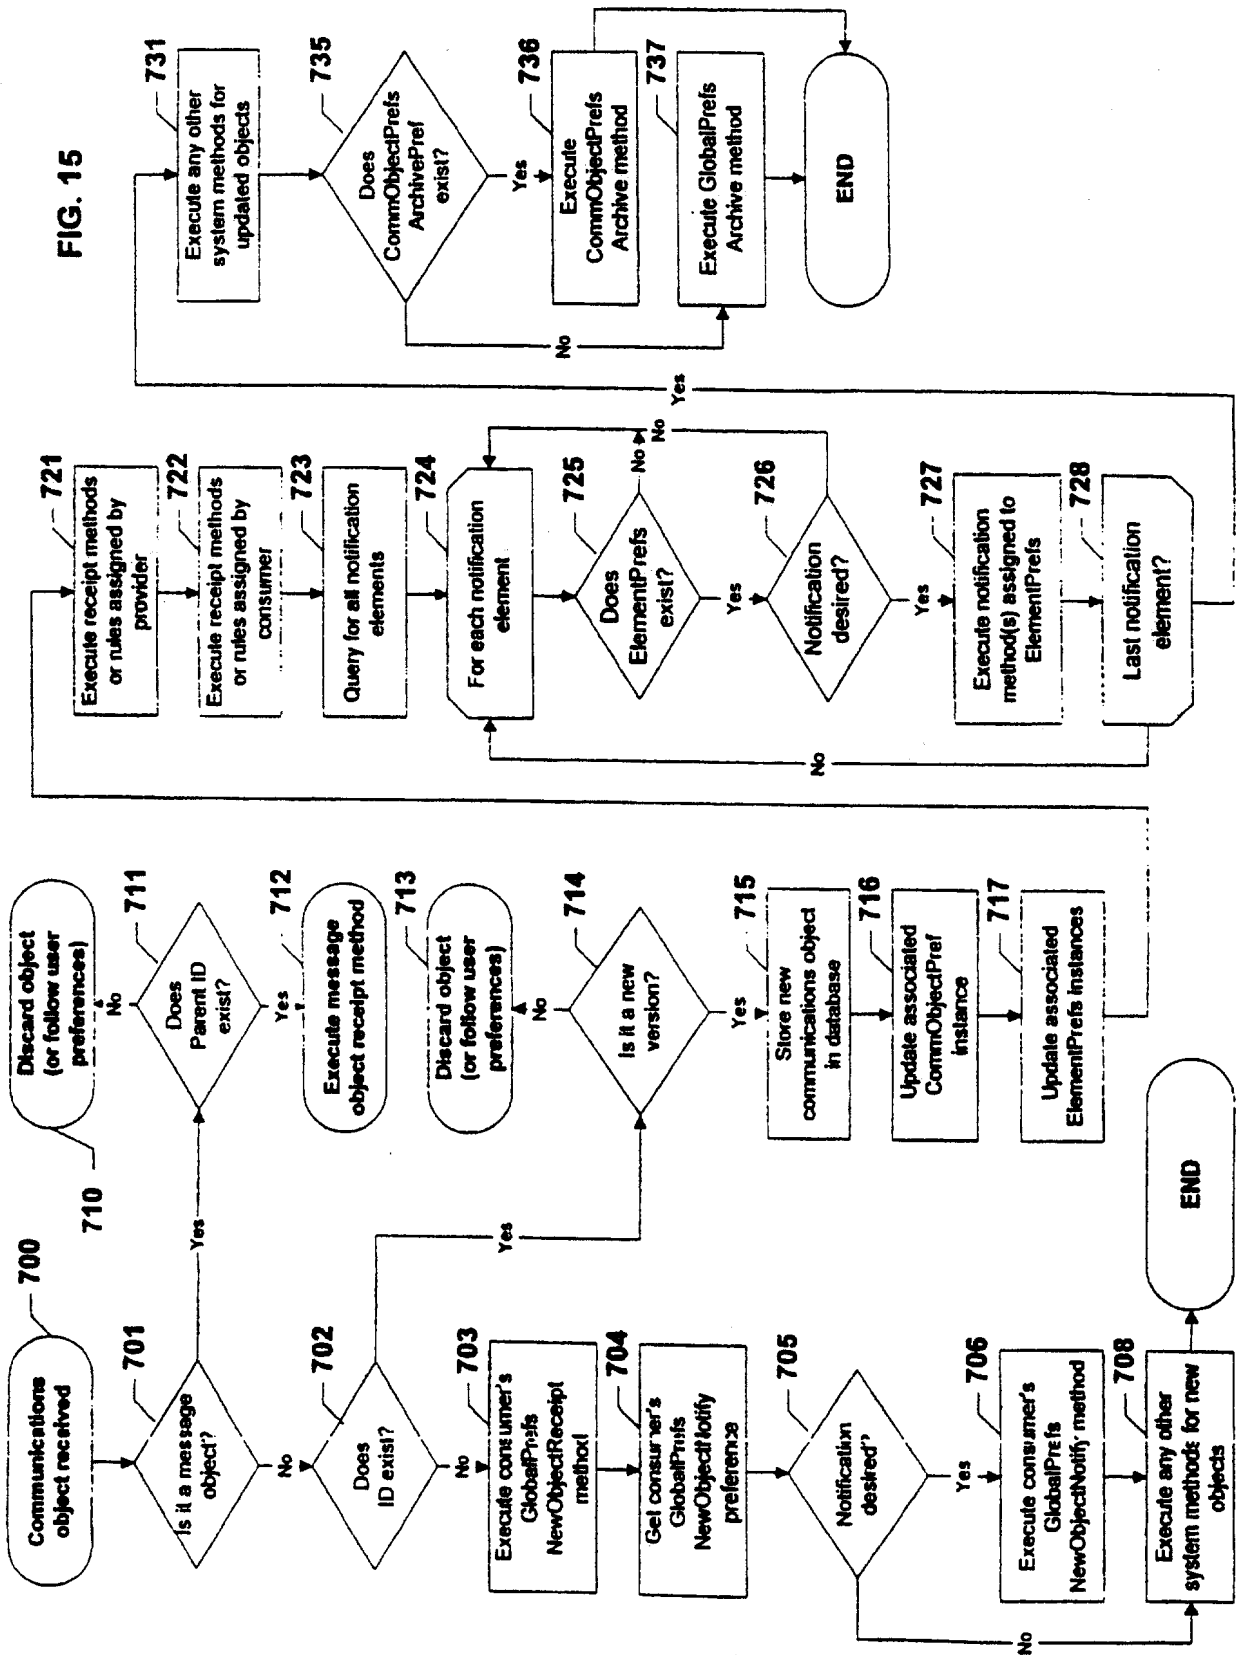 FIG. 15
700
Communications
object received
701
Is it a message
object?
Yes
No
702
Does
ID exist?
Yes
No
703
Execute consumer's
GlobalPrefs
NewObjectReceipt
method
704
Get consumer's
GlobalPrefs
NewObjectNotify
preference
705
Notification
desired?
Yes
No
706
Execute consumer's
GlobalPrefs
NewObjectNotify method
708
Execute any other
system methods for new
objects
END
710
Discard object
(or follow user
preferences)
No
711
Does
Parent ID
exist?
Yes
712
Execute message
object receipt method
713
Discard object
(or follow user
preferences)
No
714
Is it a new
version?
Yes
715
Store new
communications object
in database
716
Update associated
CommObjectPref
instance
717
Update associated
ElementPrefs instances
721
Execute receipt methods
or rules assigned by
provider
722
Execute receipt methods
or rules assigned by
consumer
723
Query for all notification
elements
724
For each notification
element
725
Does
ElementPrefs
exist?
No
Yes
726
Notification
desired?
No
Yes
727
Execute notification
method(s) assigned to
ElementPrefs
728
Last notification
element?
No
Yes
731
Execute any other
system methods for
updated objects
735
Does
CommObjectPrefs
ArchivePref
exist?
Yes
No
736
Execute
CommObjectPrefs
Archive method
737
Execute GlobalPrefs
Archive method
END